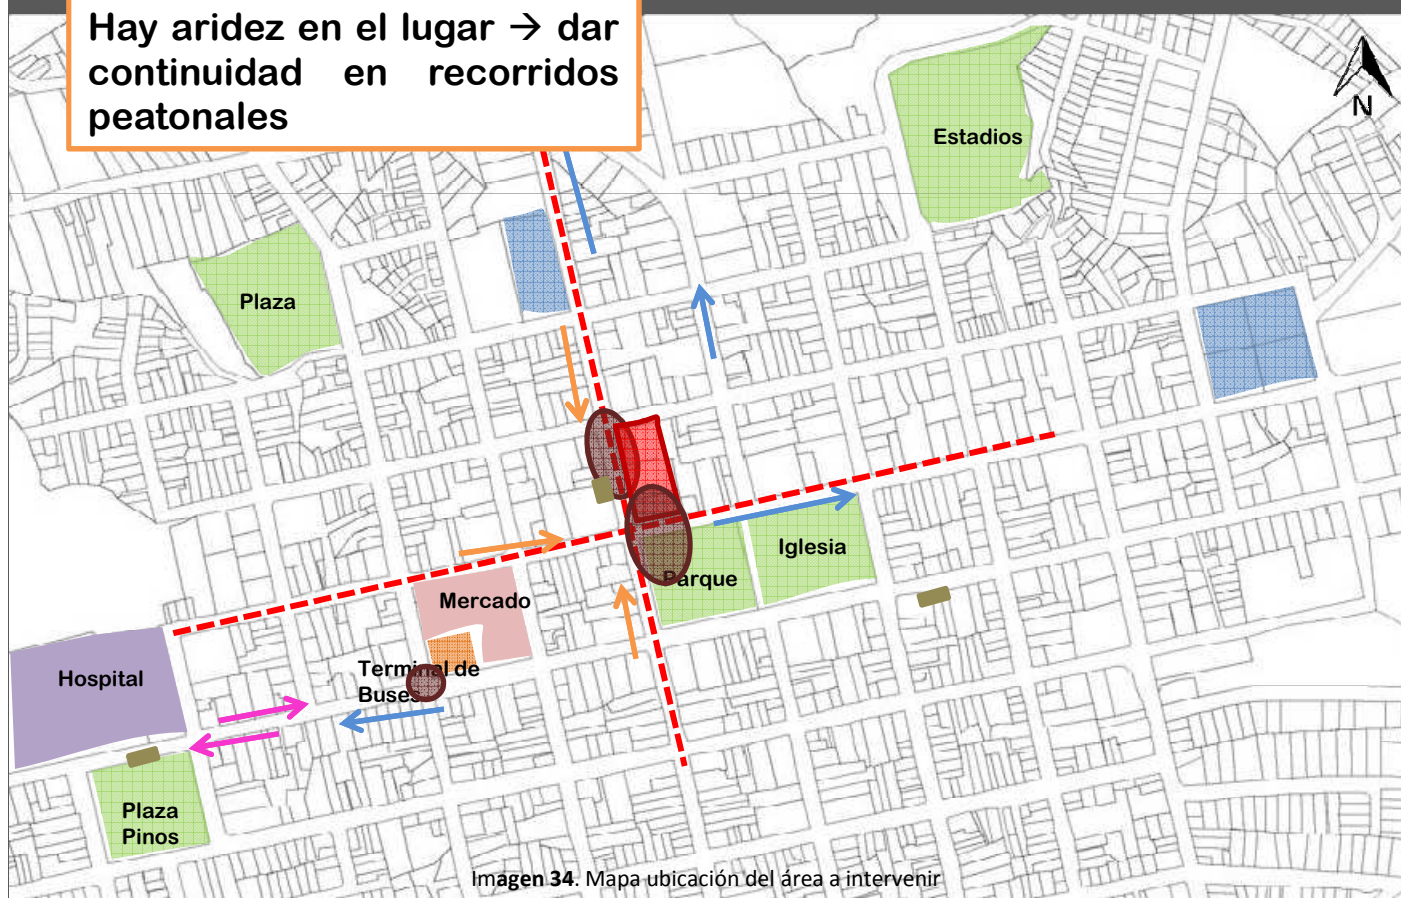 Hay aridez en el lugar → dar
continuidad en recorridos
peatonales
N
Estadios
Plaza
Iglesia
Parque
Mercado
Terminal de
Buses
Hospital
Plaza
Pinos
Imagen 34. Mapa ubicación del área a intervenir